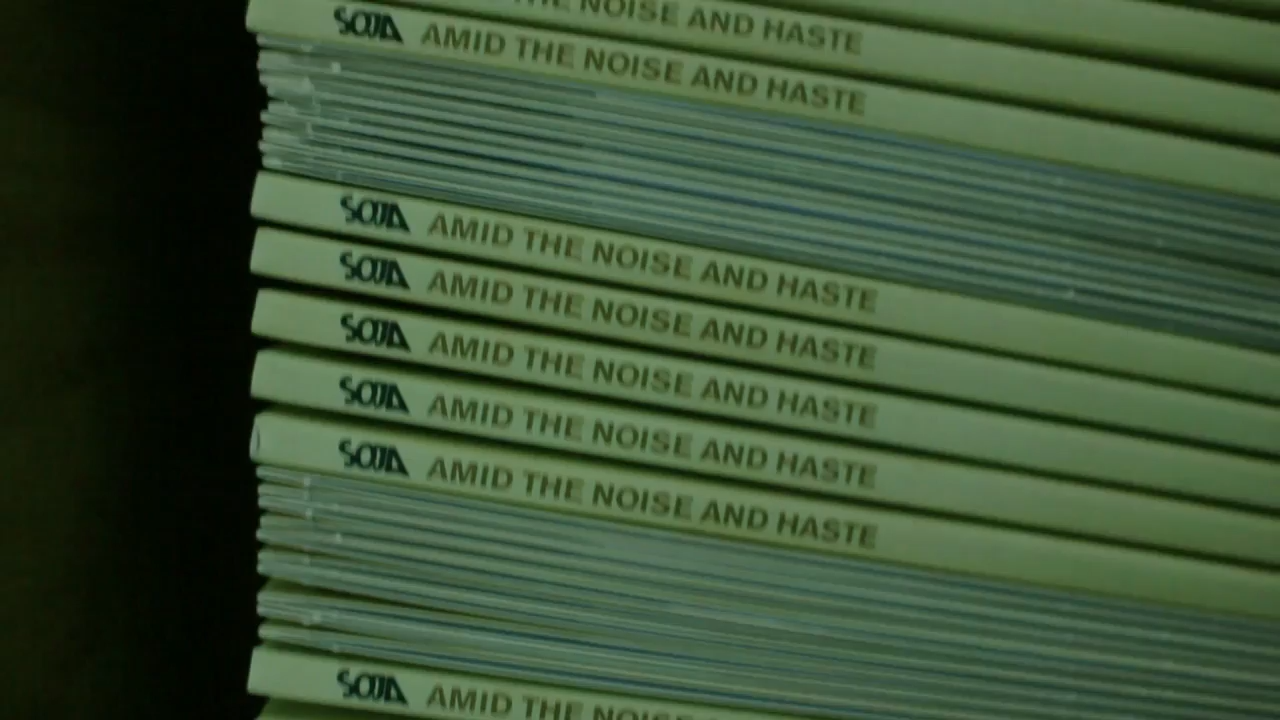 THE NOISE AND HASTE
SOJA AMID THE NOISE AND HASTE
SOJA AMID THE NOISE AND HASTE
SOJA AMID THE NOISE AND HASTE
SOJA AMID THE NOISE AND HASTE
SOJA AMID THE NOISE AND HASTE
SOJA AMID THE NOISE AND HASTE
SOJA AMID THE NOISE AND